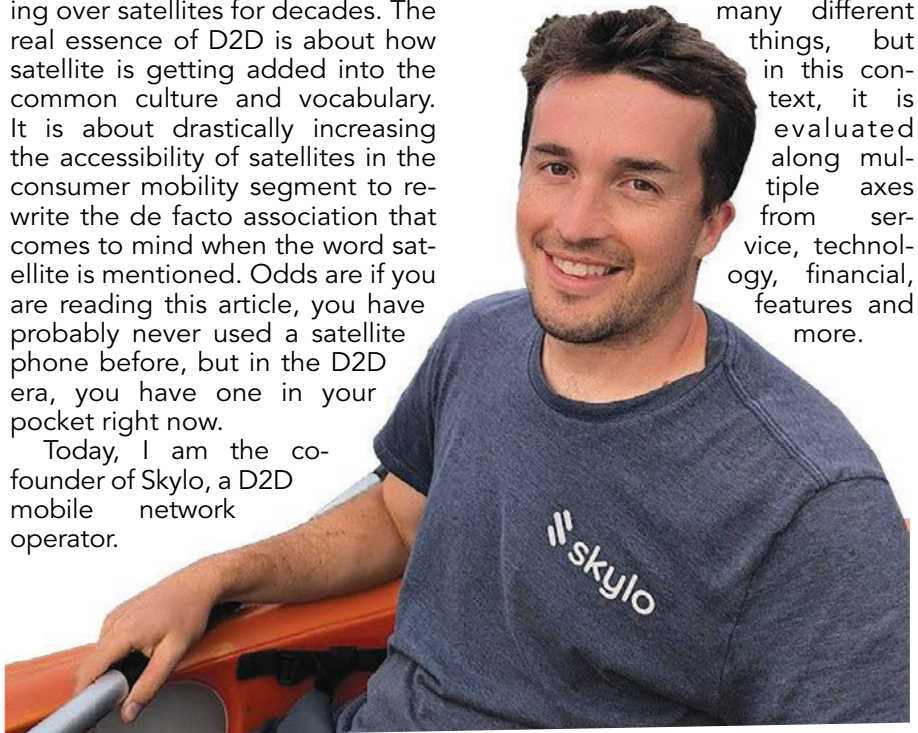 ing over satellites for decades. The
real essence of D2D is about how
satellite is getting added into the
common culture and vocabulary.
It is about drastically increasing
the accessibility of satellites in the
consumer mobility segment to re-
write the de facto association that
comes to mind when the word sat-
ellite is mentioned. Odds are if you
are reading this article, you have
probably never used a satellite
phone before, but in the D2D
era, you have one in your
pocket right now.
Today, I am the co-
founder of Skylo, a D2D
mobile network
operator.
many different
things, but
in this con-
text, it is
evaluated
along mul-
tiple axes
from ser-
vice, technol-
ogy, financial,
features and
more.
skylo